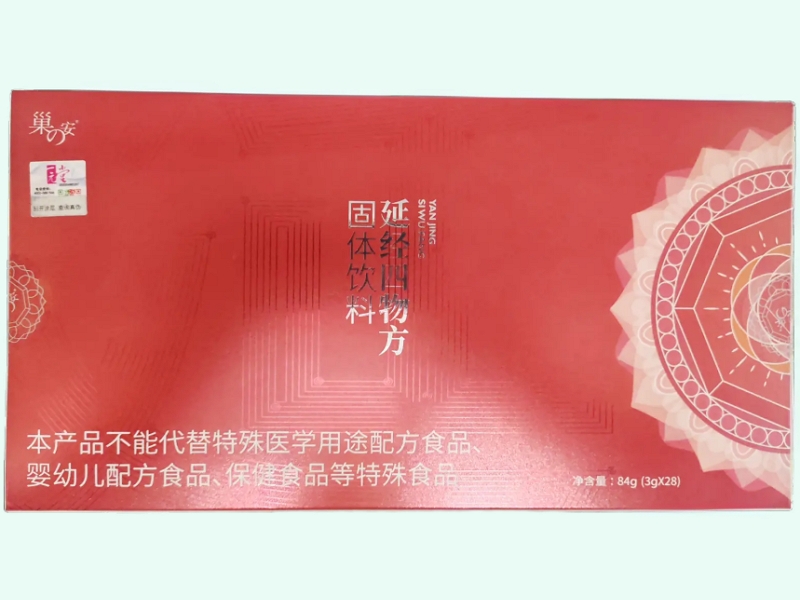 巢の安
延经四物方
固体饮料
YAN JING
本产品不能代替特殊医学用途配方食品、
婴幼儿配方食品、保健食品等特殊食品
净含量：84g (3gX28)